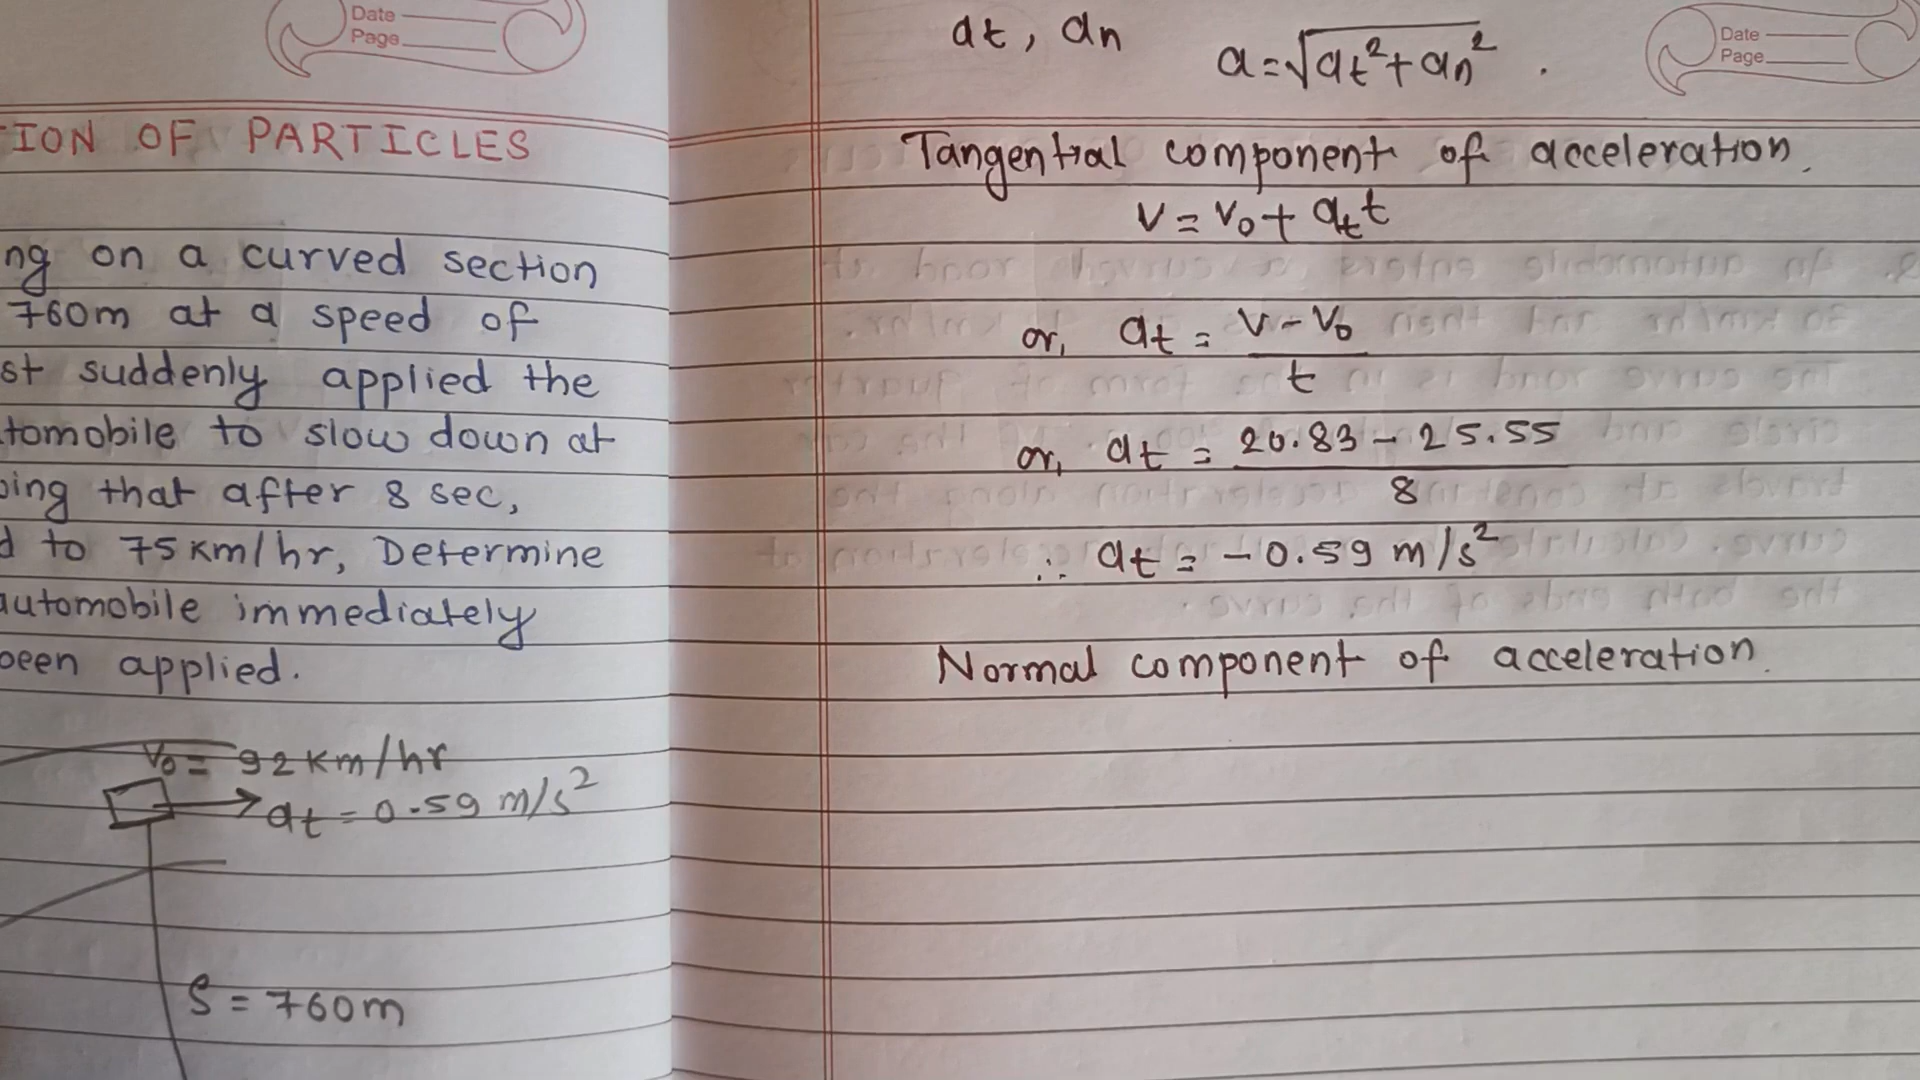 Date
Page
TION OF PARTICLES
ng on a curved section
760m at a speed of
st suddenly applied the
tomobile to slow down at
ing that after 8 sec,
d to 75 km/hr, Determine
automobile immediately
been applied.
v₀ = 92 km/hr
at = 0.59 m/s²
S = 760m
at, an
a = √at² + an² .
Date
Page
Tangential component of acceleration.
v = v₀ + at t
or, at = v - v₀ / t
or, at = 20.83 - 25.55 / 8
∴ at = -0.59 m/s²
Normal component of acceleration.